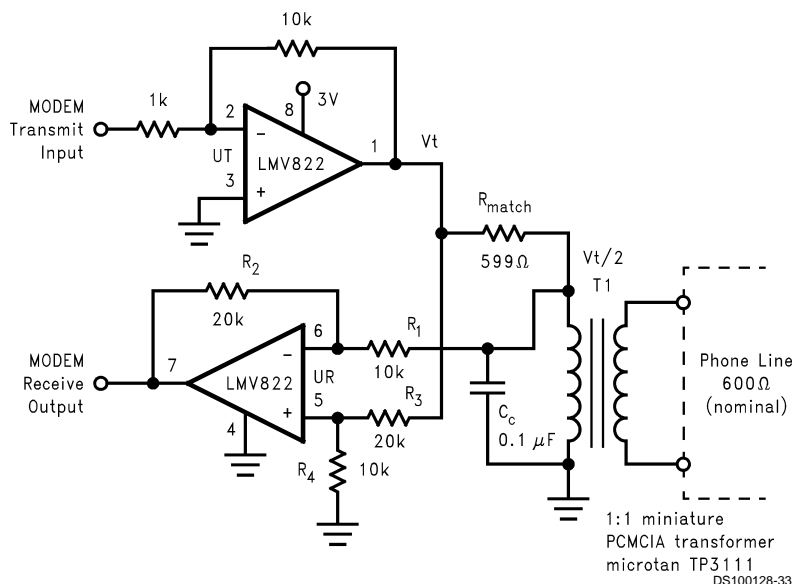 10k
1k
MODEM
Transmit
Input
2
8
3V
−
UT
LMV822
1
Vt
3
+
Rmatch
599Ω
Vt/2
T1
R2
20k
6
R1
10k
−
MODEM
Receive
Output
7
LMV822
UR
5
+
R3
20k
4
R4
10k
Cc
0.1 μF
Phone Line
600Ω
(nominal)
1:1 miniature
PCMCIA transformer
microtan TP3111
DS100128-33